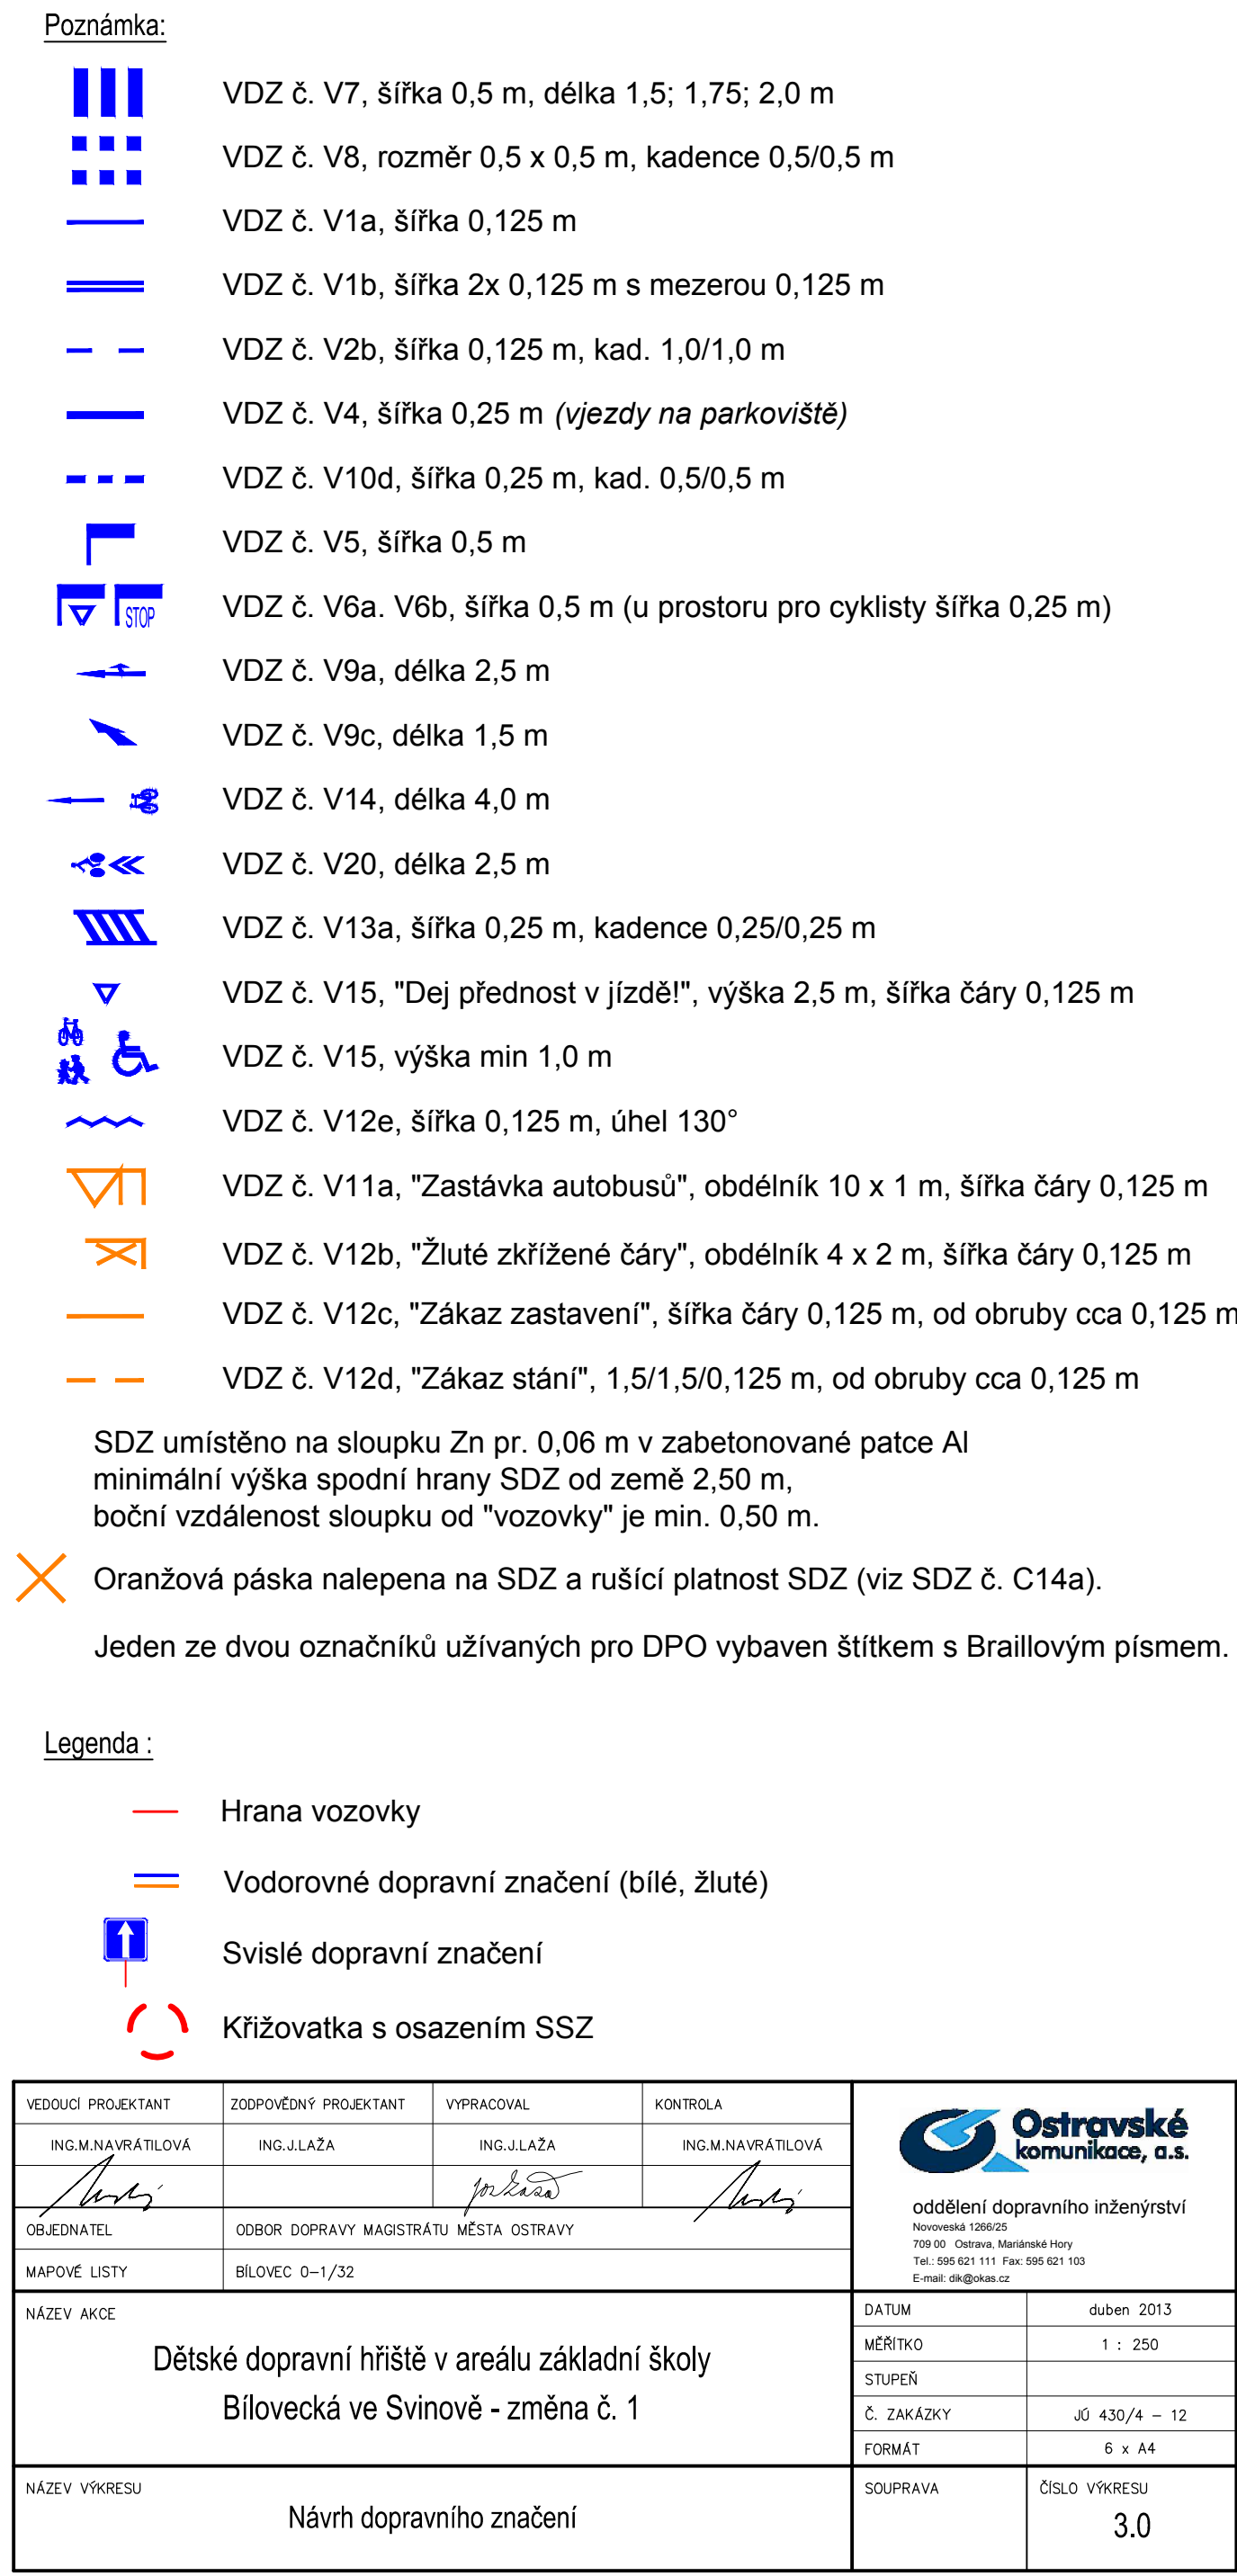 Poznámka:
VDZ č. V7, šířka 0,5 m, délka 1,5; 1,75; 2,0 m
VDZ č. V8, rozměr 0,5 x 0,5 m, kadence 0,5/0,5 m
VDZ č. V1a, šířka 0,125 m
VDZ č. V1b, šířka 2x 0,125 m s mezerou 0,125 m
VDZ č. V2b, šířka 0,125 m, kad. 1,0/1,0 m
VDZ č. V4, šířka 0,25 m (vjezdy na parkoviště)
VDZ č. V10d, šířka 0,25 m, kad. 0,5/0,5 m
VDZ č. V5, šířka 0,5 m
STOP VDZ č. V6a. V6b, šířka 0,5 m (u prostoru pro cyklisty šířka 0,25 m)
VDZ č. V9a, délka 2,5 m
VDZ č. V9c, délka 1,5 m
VDZ č. V14, délka 4,0 m
VDZ č. V20, délka 2,5 m
VDZ č. V13a, šířka 0,25 m, kadence 0,25/0,25 m
VDZ č. V15, "Dej přednost v jízdě!", výška 2,5 m, šířka čáry 0,125 m
VDZ č. V15, výška min 1,0 m
VDZ č. V12e, šířka 0,125 m, úhel 130°
VDZ č. V11a, "Zastávka autobusů", obdélník 10 x 1 m, šířka čáry 0,125 m
VDZ č. V12b, "Žluté zkřížené čáry", obdélník 4 x 2 m, šířka čáry 0,125 m
VDZ č. V12c, "Zákaz zastavení", šířka čáry 0,125 m, od obruby cca 0,125 m
VDZ č. V12d, "Zákaz stání", 1,5/1,5/0,125 m, od obruby cca 0,125 m
SDZ umístěno na sloupku Zn pr. 0,06 m v zabetonované patce Al
minimální výška spodní hrany SDZ od země 2,50 m,
boční vzdálenost sloupku od "vozovky" je min. 0,50 m.
Oranžová páska nalepena na SDZ a rušící platnost SDZ (viz SDZ č. C14a).
Jeden ze dvou označníků užívaných pro DPO vybaven štítkem s Braillovým písmem.
Legenda :
Hrana vozovky
Vodorovné dopravní značení (bílé, žluté)
Svislé dopravní značení
Křižovatka s osazením SSZ
VEDOUCÍ PROJEKTANT ZODPOVĚDNÝ PROJEKTANT VYPRACOVAL KONTROLA
ING.M.NAVRÁTILOVÁ ING.J.LAŽA ING.J.LAŽA ING.M.NAVRÁTILOVÁ
OBJEDNATEL ODBOR DOPRAVY MAGISTRÁTU MĚSTA OSTRAVY
MAPOVÉ LISTY BÍLOVEC 0-1/32
Ostravské
komunikace, a.s.
oddělení dopravního inženýrství
Novoveská 1266/25
709 00 Ostrava, Mariánské Hory
Tel.: 595 621 111 Fax: 595 621 103
E-mail: dik@okas.cz
NÁZEV AKCE
Dětské dopravní hřiště v areálu základní školy
Bílovecká ve Svinově - změna č. 1
DATUM duben 2013
MĚŘÍTKO 1 : 250
STUPEŇ
Č. ZAKÁZKY JÚ 430/4 - 12
FORMÁT 6 x A4
NÁZEV VÝKRESU
Návrh dopravního značení
SOUPRAVA ČÍSLO VÝKRESU
3.0